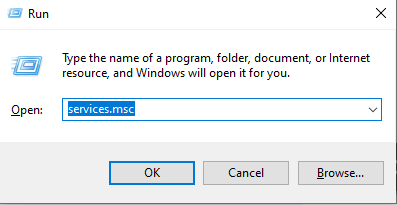 Run
Type the name of a program, folder, document, or Internet
resource, and Windows will open it for you.
Open: services.msc
OK Cancel Browse...